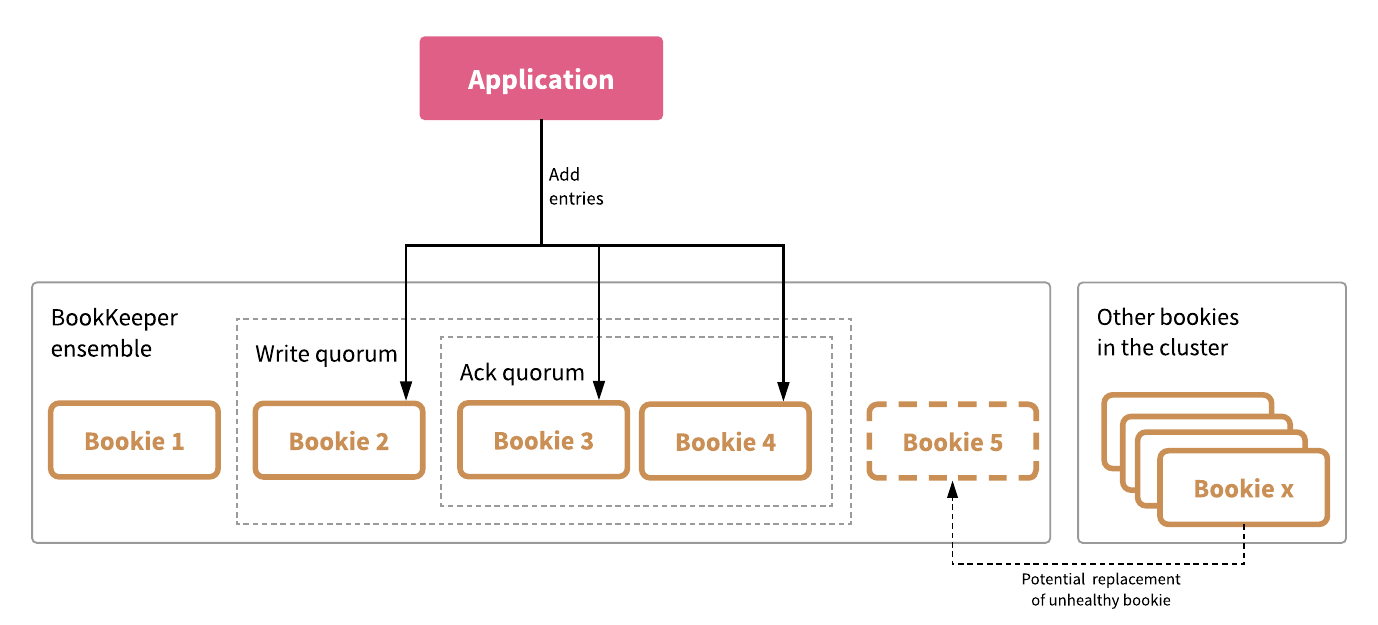 Application
Add
entries
BookKeeper
ensemble
Write quorum
Ack quorum
Bookie 1
Bookie 2
Bookie 3
Bookie 4
Bookie 5
Other bookies
in the cluster
Bookie x
Potential replacement
of unhealthy bookie